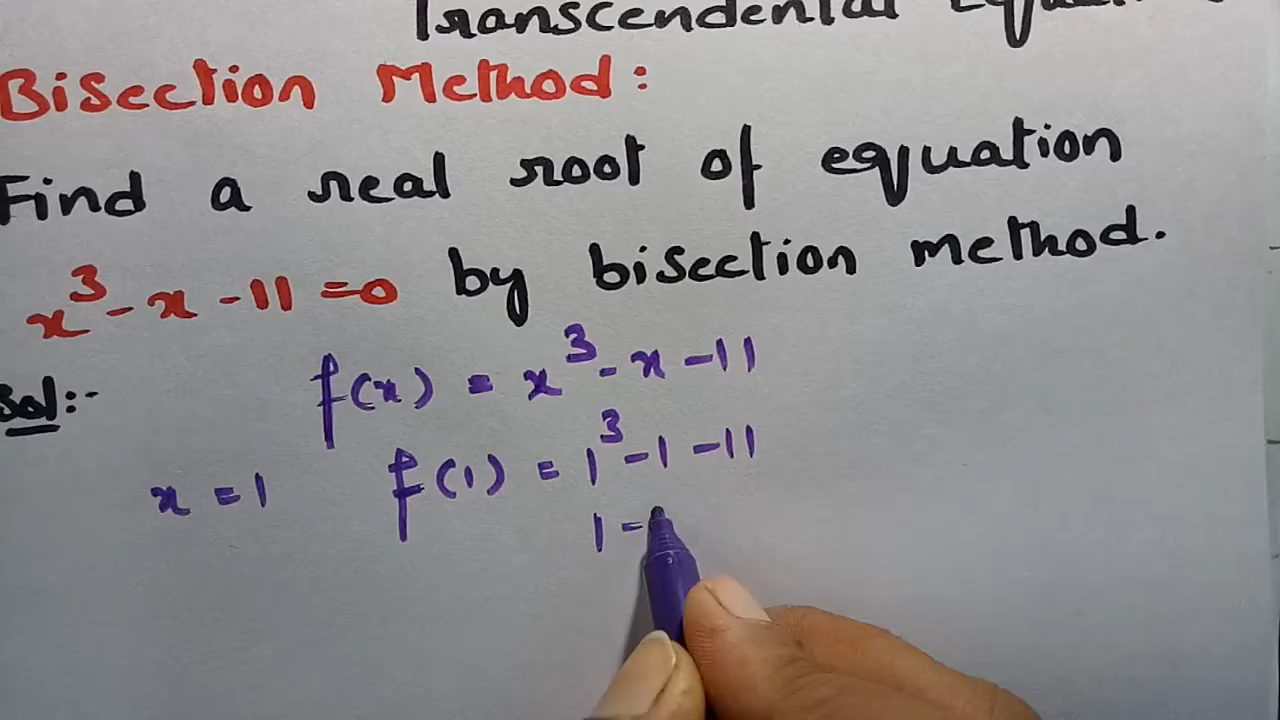 Transcendental
Bisection Method:
Find a real root of equation
x³ - x - 11 = 0 by bisection method.
Sol:-
f(x) = x³ - x - 11
x = 1 f(1) = 1³ - 1 - 11
1 -